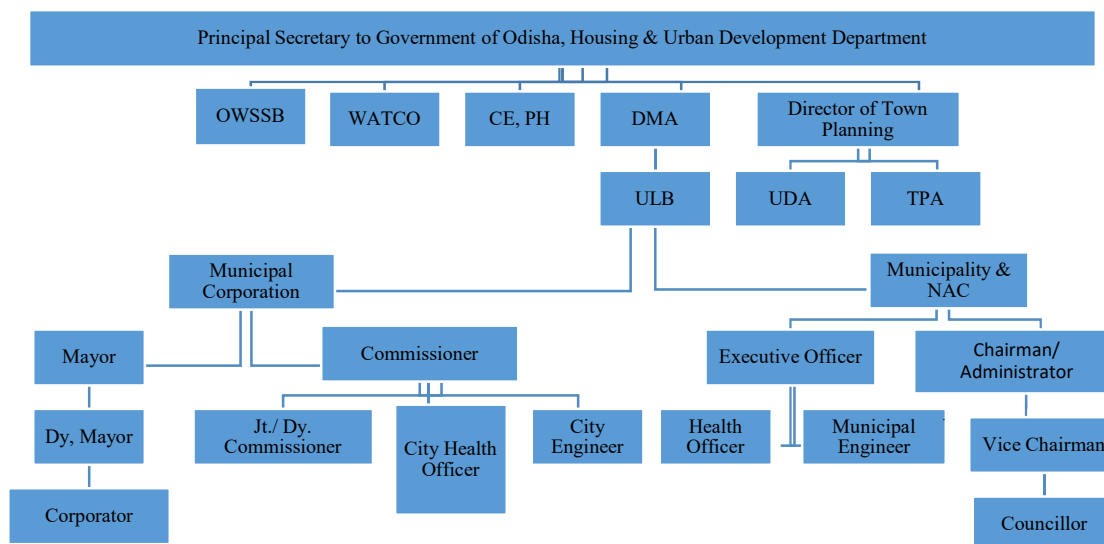 Principal Secretary to Government of Odisha, Housing & Urban Development Department
OWSSB
WATCO
CE, PH
DMA
Director of Town
Planning
ULB
UDA
TPA
Municipal
Corporation
Municipality &
NAC
Mayor
Commissioner
Executive Officer
Chairman/
Administrator
Dy, Mayor
Jt./ Dy.
Commissioner
City Health
Officer
City
Engineer
Health
Officer
Municipal
Engineer
Vice Chairman
Corporator
Councillor